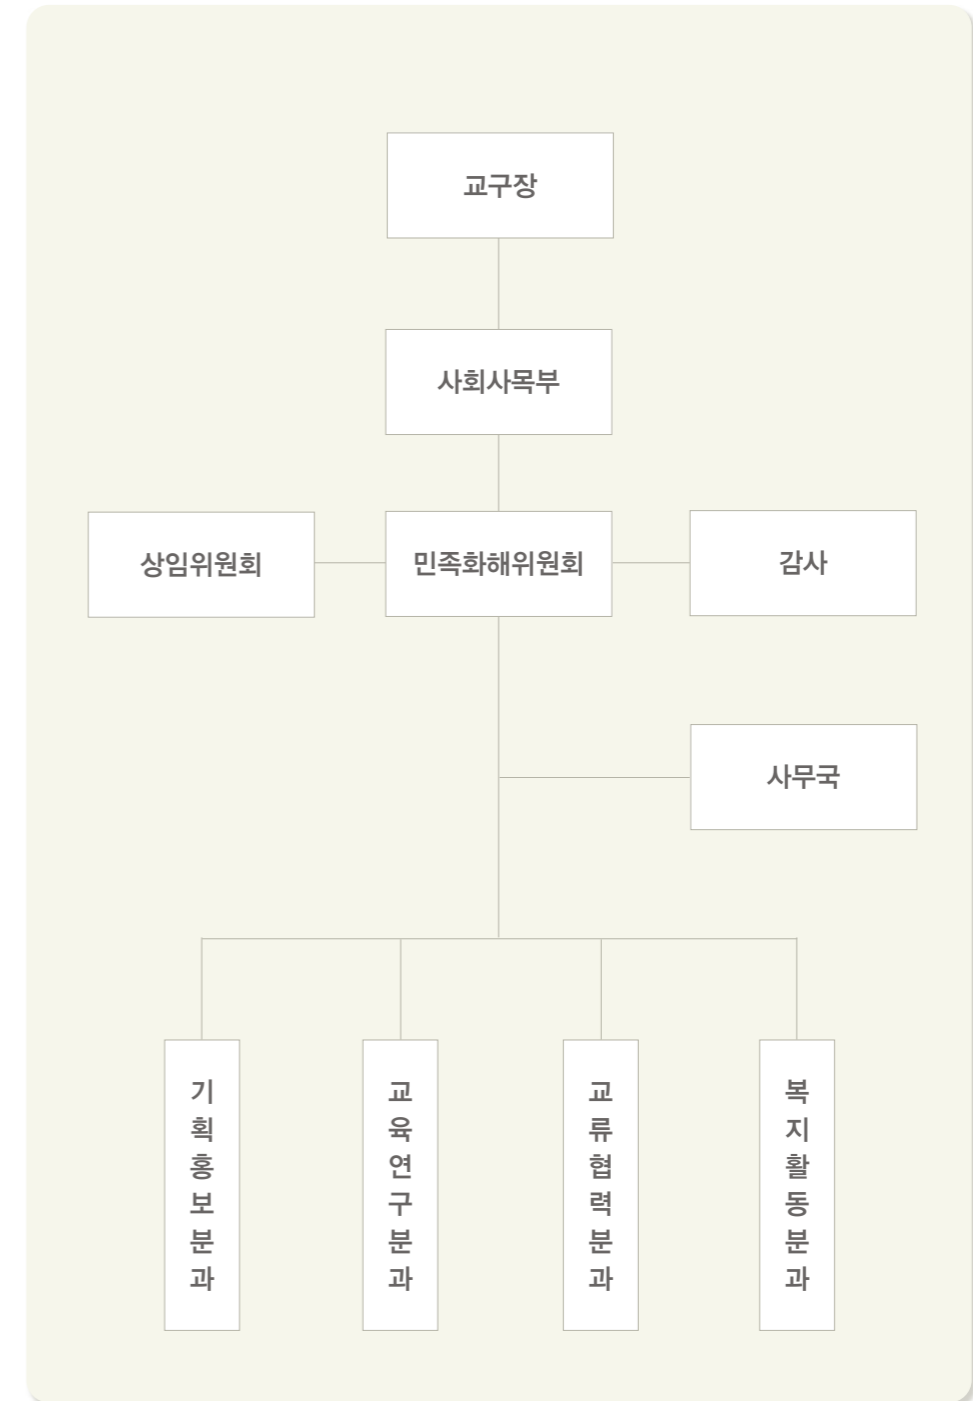 교구장
사회사목부
상임위원회
민족화해위원회
감사
사무국
기획홍보분과
교육연구분과
교류협력분과
복지활동분과